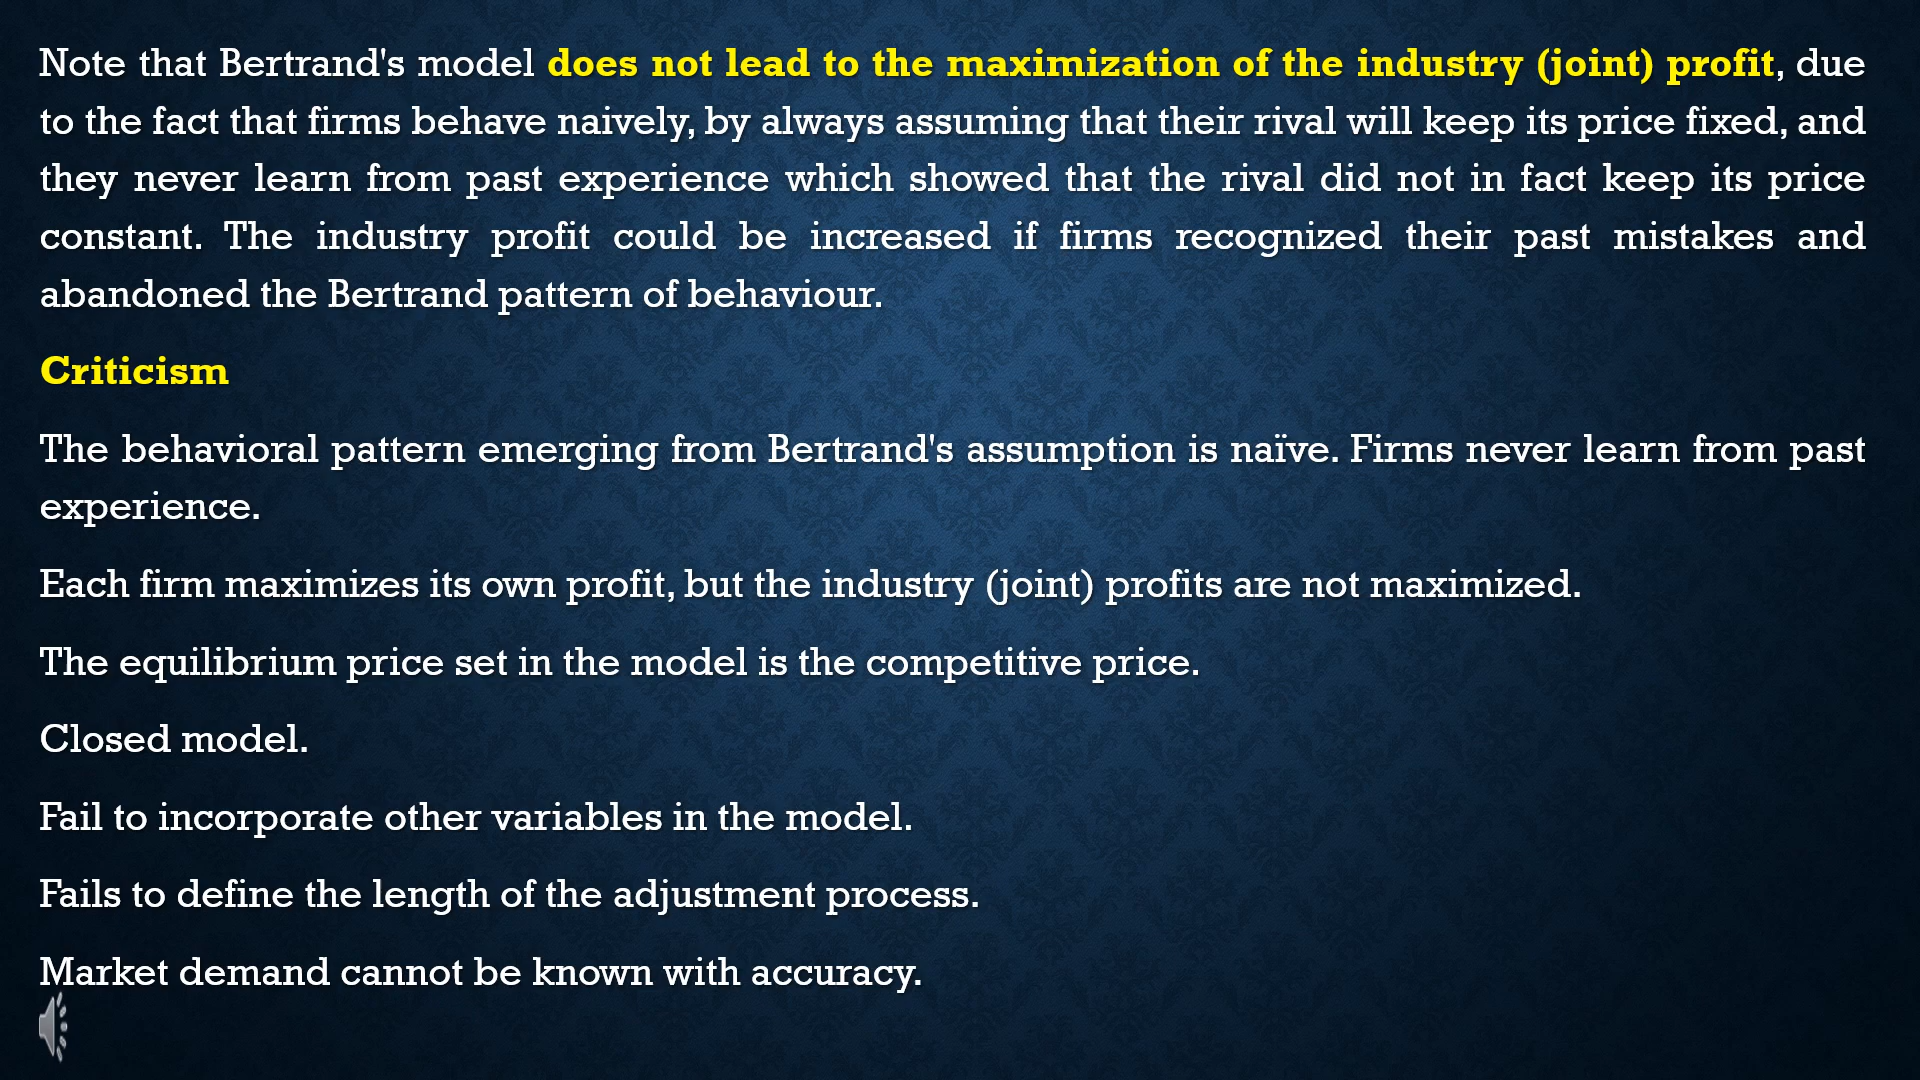 Note that Bertrand's model does not lead to the maximization of the industry (joint) profit, due
to the fact that firms behave naively, by always assuming that their rival will keep its price fixed, and
they never learn from past experience which showed that the rival did not in fact keep its price
constant. The industry profit could be increased if firms recognized their past mistakes and
abandoned the Bertrand pattern of behaviour.
Criticism
The behavioral pattern emerging from Bertrand's assumption is naïve. Firms never learn from past
experience.
Each firm maximizes its own profit, but the industry (joint) profits are not maximized.
The equilibrium price set in the model is the competitive price.
Closed model.
Fail to incorporate other variables in the model.
Fails to define the length of the adjustment process.
Market demand cannot be known with accuracy.